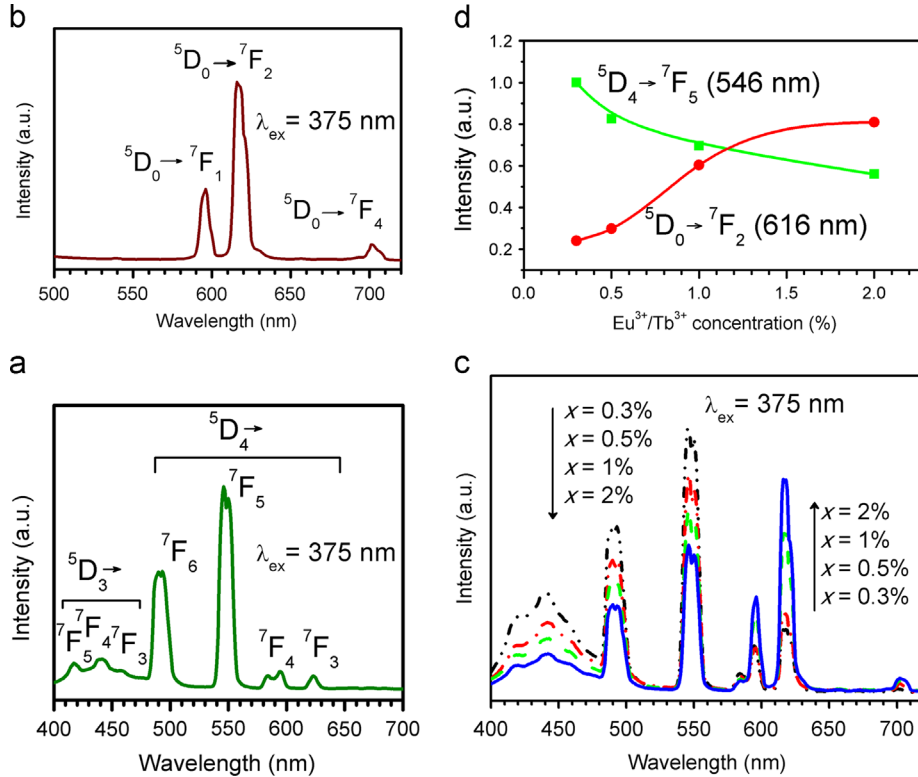 b
⁵D₀→⁷F₂
λₑₓ = 375 nm
⁵D₀→⁷F₁
⁵D₀→⁷F₄
Intensity (a.u.)
500 550 600 650 700
Wavelength (nm)
d
1.2
1.0
0.8
0.6
0.4
0.2
⁵D₄→⁷F₅ (546 nm)
⁵D₀→⁷F₂ (616 nm)
Intensity (a.u.)
0.0 0.5 1.0 1.5 2.0
Eu³⁺/Tb³⁺ concentration (%)
a
⁵D₄→
⁷F₅
⁷F₆
λₑₓ = 375 nm
⁵D₃→
⁷F₅ ⁷F₄ ⁷F₃
⁷F₄ ⁷F₃
Intensity (a.u.)
400 450 500 550 600 650 700
Wavelength (nm)
c
λₑₓ = 375 nm
x = 0.3%
x = 0.5%
x = 1%
x = 2%
x = 2%
x = 1%
x = 0.5%
x = 0.3%
Intensity (a.u.)
400 450 500 550 600 650 700
Wavelength (nm)